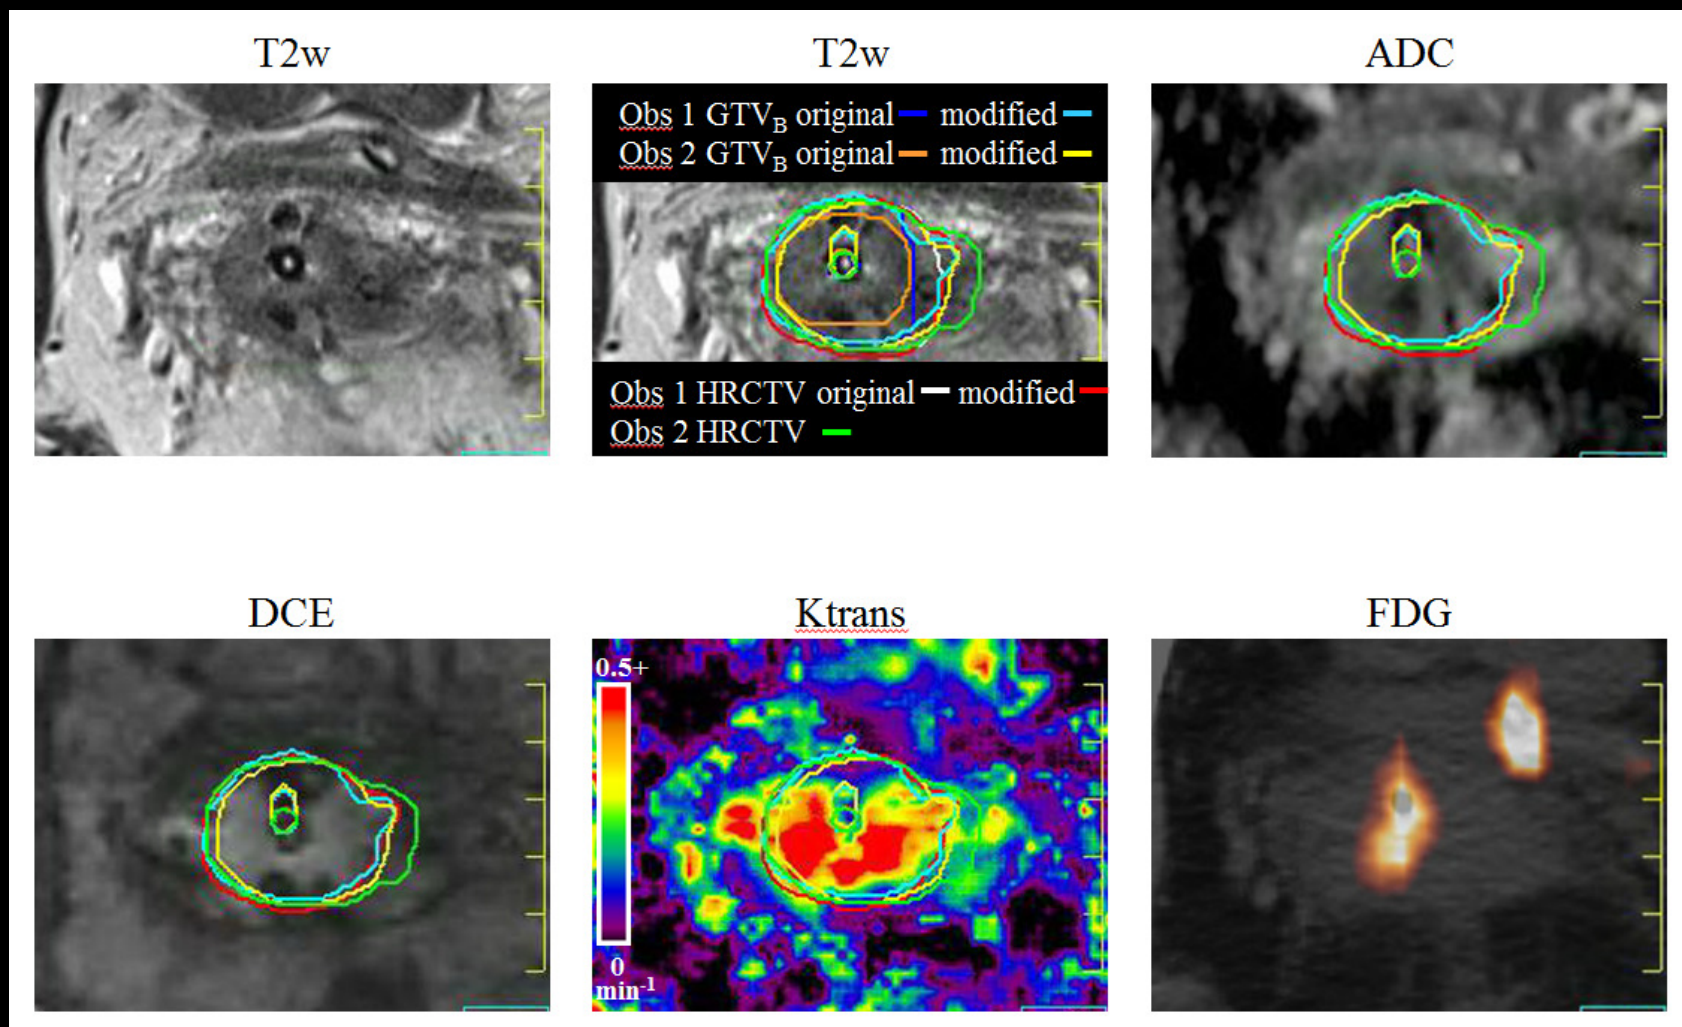 T2w
T2w
ADC
Obs 1 GTVB original modified
Obs 2 GTVB original modified
Obs 1 HRCTV original modified
Obs 2 HRCTV
DCE
Ktrans
FDG
0.5+
0
min-1